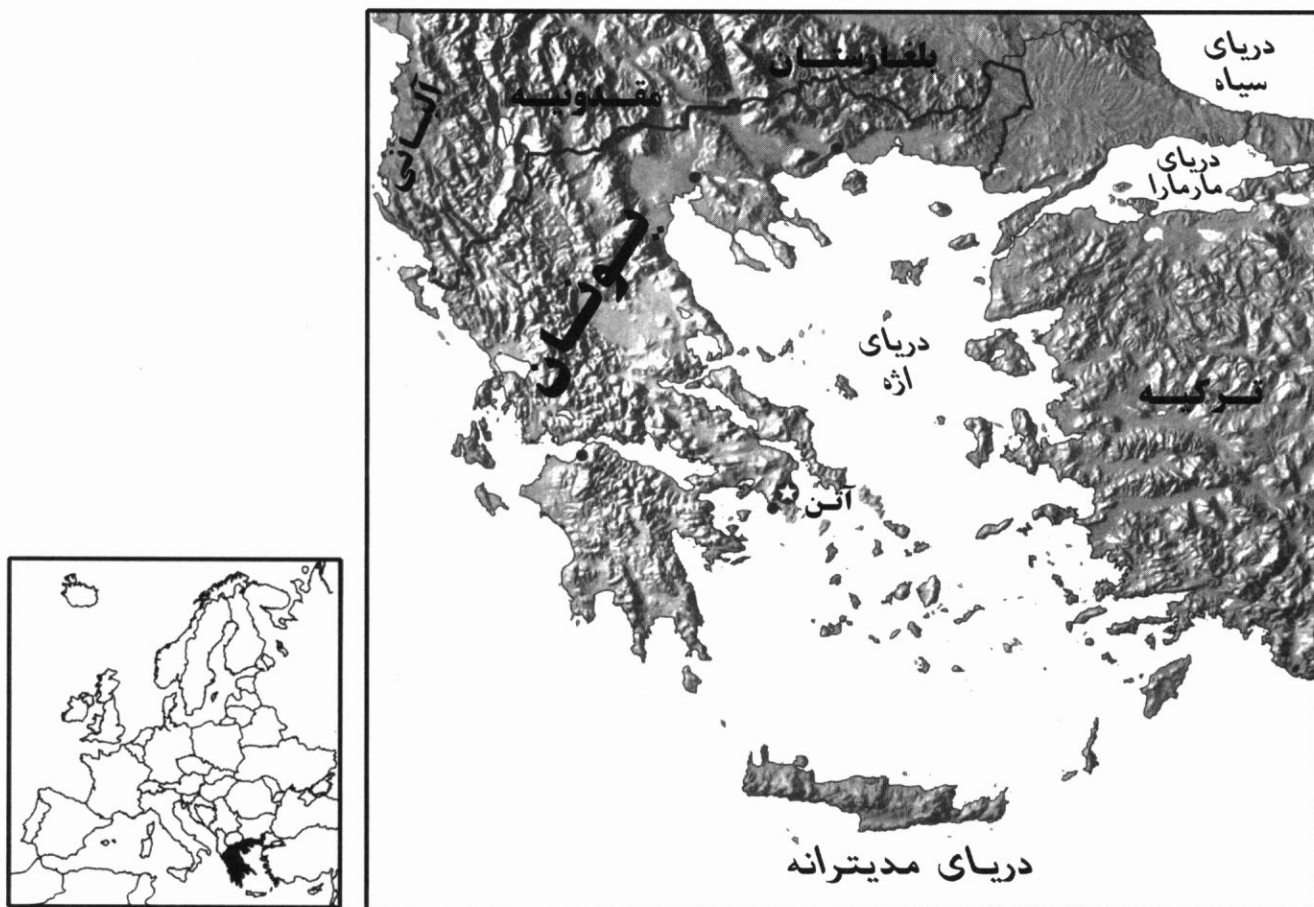 دریای
سیاه
بلغارستان
مقدونیه
آلبانی
دریای
مارمارا
یونان
دریای
اژه
ترکیه
آتن
دریای مدیترانه